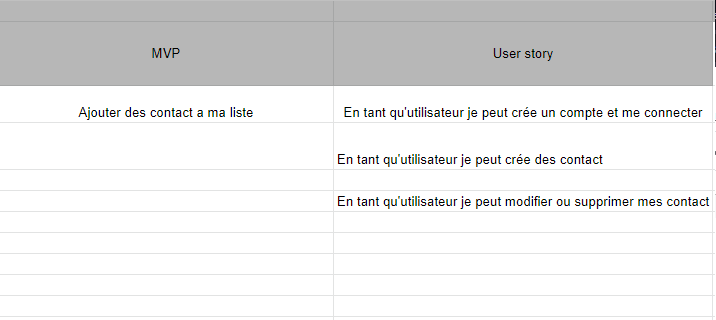 MVP
User story
Ajouter des contact a ma liste
En tant qu'utilisateur je peut crée un compte et me connecter
En tant qu'utilisateur je peut crée des contact
En tant qu'utilisateur je peut modifier ou supprimer mes contact